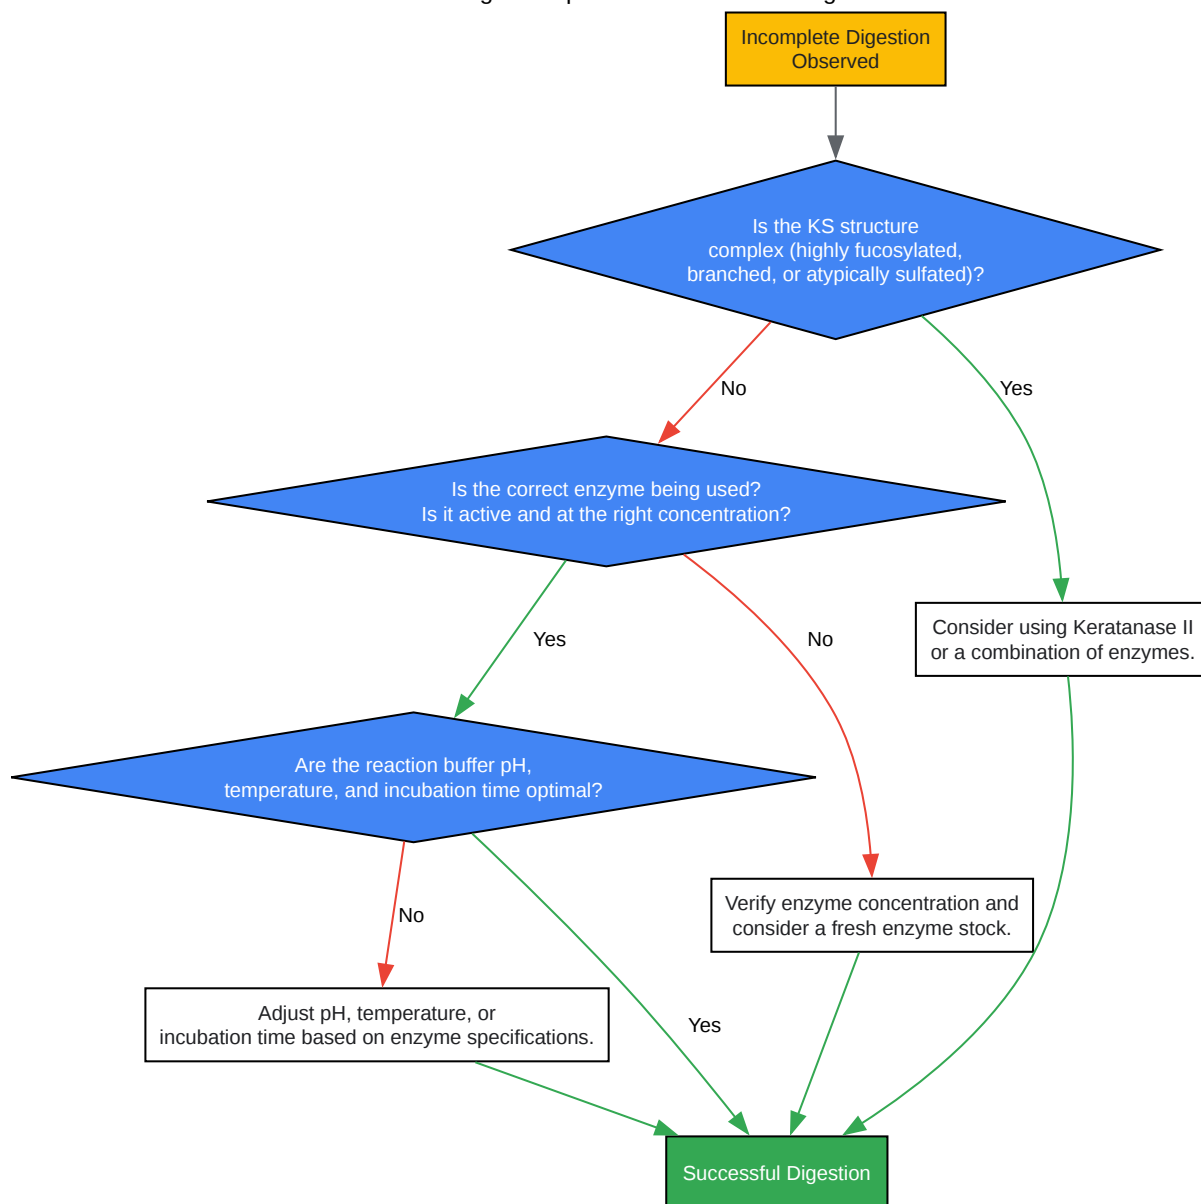 Incomplete Digestion
Observed
Is the KS structure
complex (highly fucosylated,
branched, or atypically sulfated)?
No
Yes
Is the correct enzyme being used?
Is it active and at the right concentration?
Consider using Keratanase II
or a combination of enzymes.
Yes
No
Are the reaction buffer pH,
temperature, and incubation time optimal?
Verify enzyme concentration and
consider a fresh enzyme stock.
No
Adjust pH, temperature, or
incubation time based on enzyme specifications.
Yes
Successful Digestion